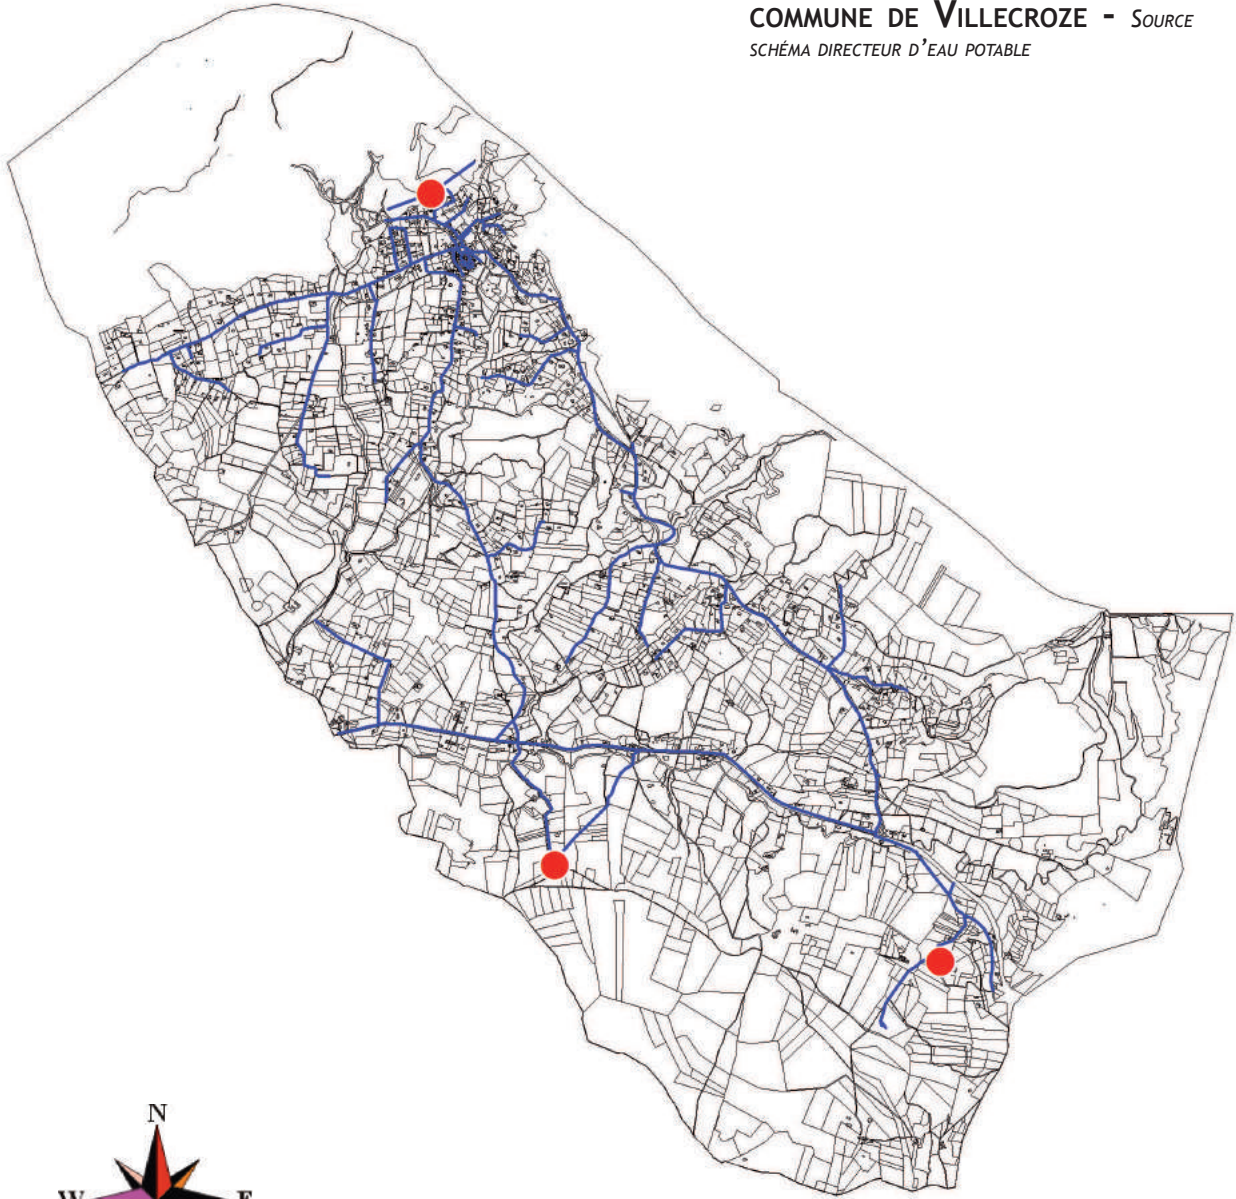 COMMUNE DE VILLECROZE - SOURCE
SCHÉMA DIRECTEUR D'EAU POTABLE
N
W E